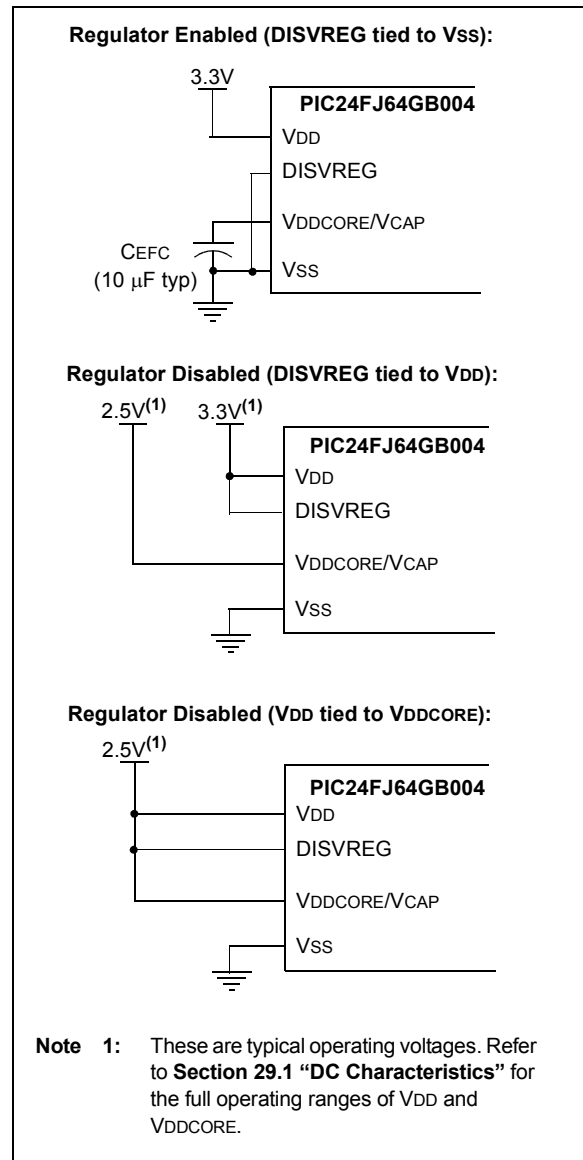 Regulator Enabled (DISVREG tied to VSS):
3.3V
PIC24FJ64GB004
VDD
DISVREG
VDDCORE/VCAP
CEFC
(10 μF typ)
VSS
Regulator Disabled (DISVREG tied to VDD):
2.5V(1) 3.3V(1)
PIC24FJ64GB004
VDD
DISVREG
VDDCORE/VCAP
VSS
Regulator Disabled (VDD tied to VDDCORE):
2.5V(1)
PIC24FJ64GB004
VDD
DISVREG
VDDCORE/VCAP
VSS
Note 1: These are typical operating voltages. Refer
to Section 29.1 “DC Characteristics” for
the full operating ranges of VDD and
VDDCORE.